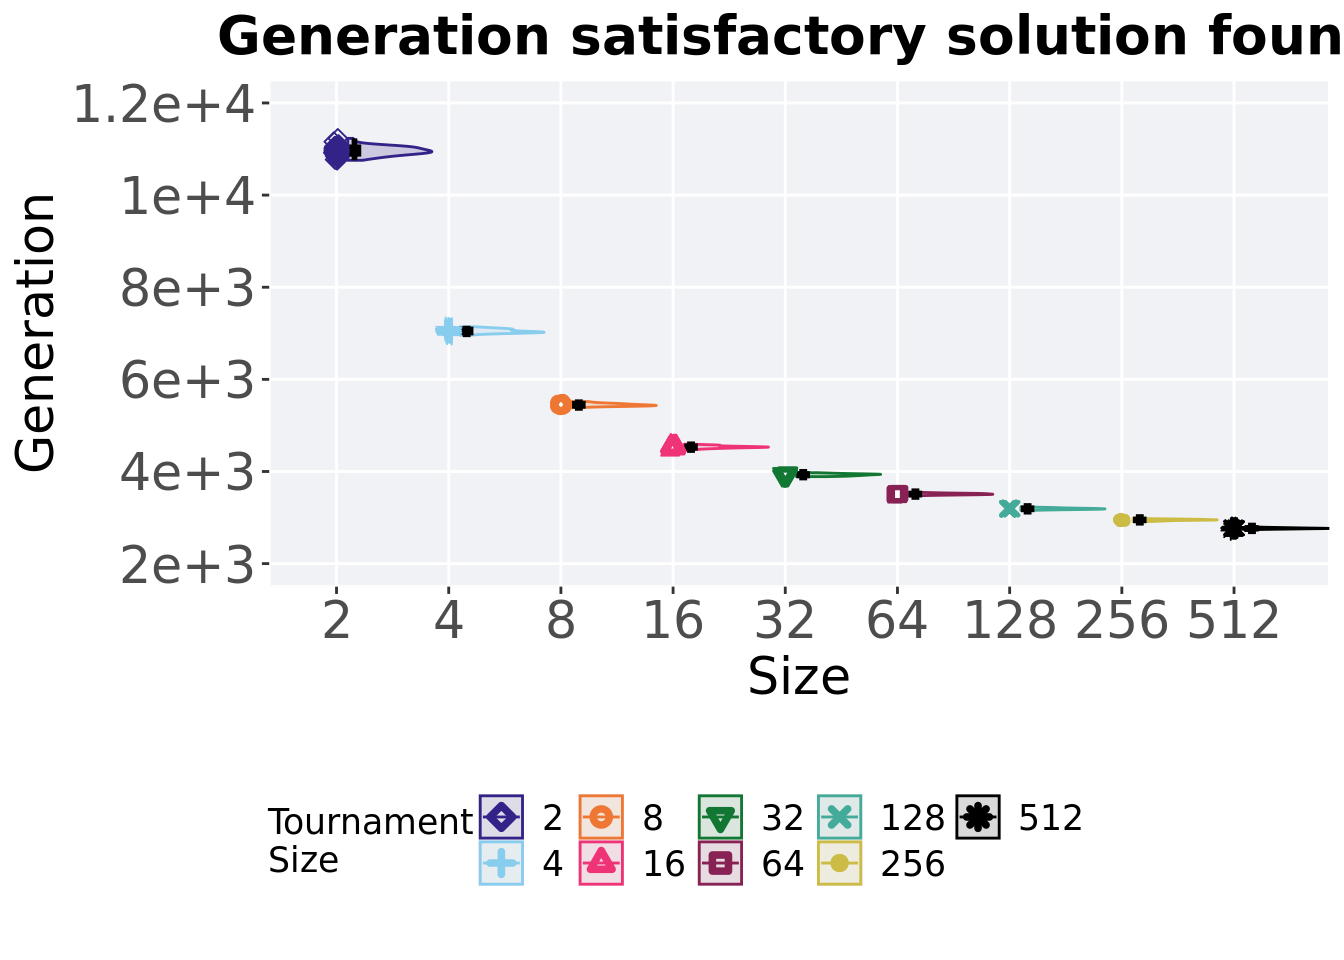 Generation satisfactory solution foun
Generation
1.2e+4
1e+4
8e+3
6e+3
4e+3
2e+3
2 4 8 16 32 64 128 256 512
Size
Tournament
Size
2 8 32 128 512
4 16 64 256